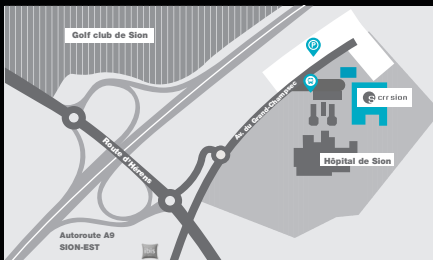 Golf club de Sion
P
crr sion
Av. du Grand-Champsec
Route d'Hérens
Hôpital de Sion
Autoroute A9
SION-EST